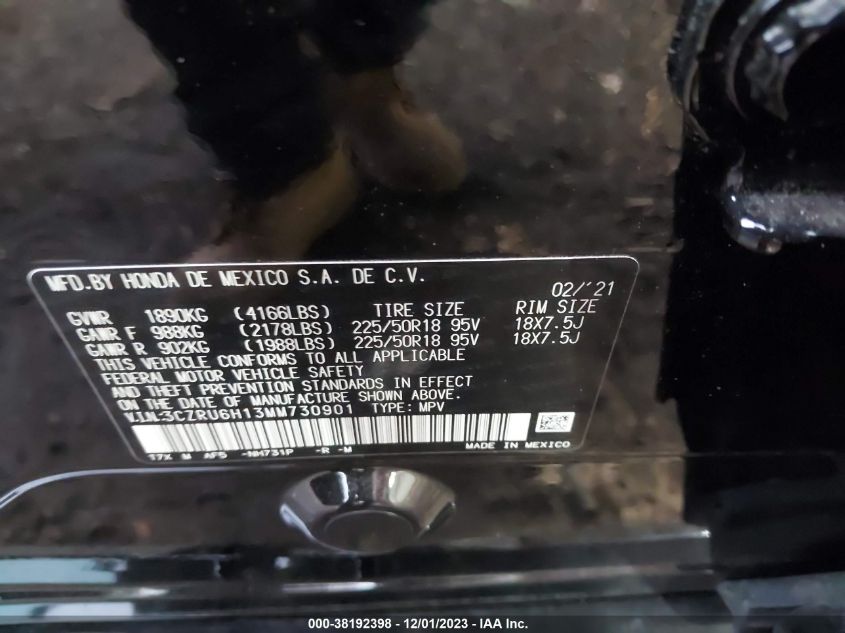 MFD.BY HONDA DE MEXICO S.A. DE C.V. 02/'21
GVWR 1890KG (4166LBS) TIRE SIZE RIM SIZE
GAWR F 988KG (2178LBS) 225/50R18 95V 18X7.5J
GAWR R 902KG (1988LBS) 225/50R18 95V 18X7.5J
THIS VEHICLE CONFORMS TO ALL APPLICABLE
FEDERAL MOTOR VEHICLE SAFETY
AND THEFT PREVENTION STANDARDS IN EFFECT
ON THE DATE OF MANUFACTURE SHOWN ABOVE.
V.I.N.:3CZRU6H13MM730901 TYPE: MPV
T7X M AF5 -NH731P -R -M MADE IN MEXICO
000-38192398 - 12/01/2023 - IAA Inc.